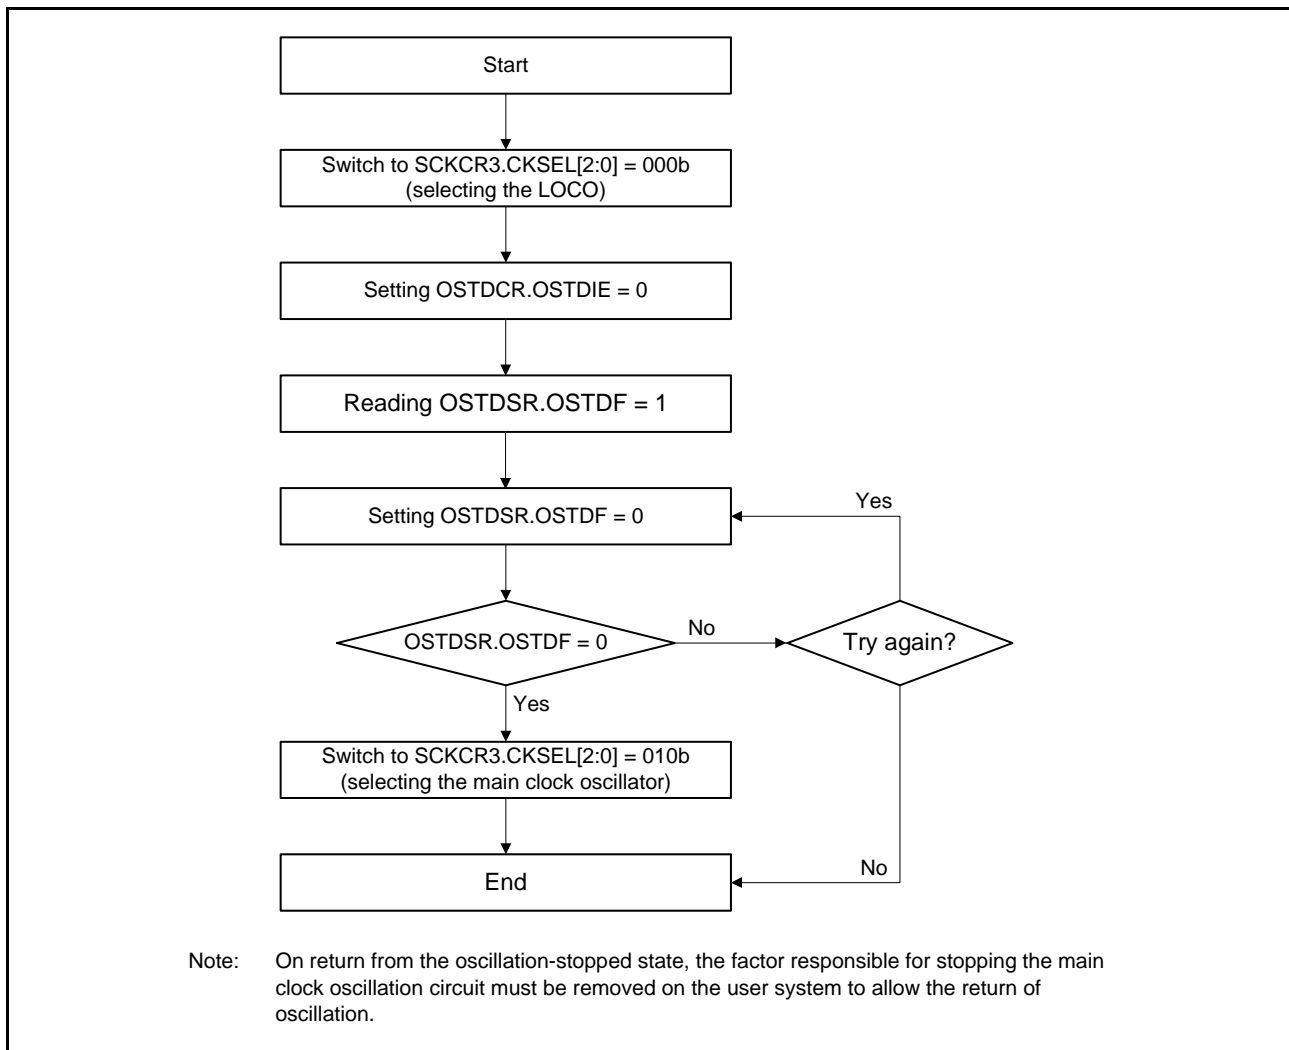 Start
Switch to SCKCR3.CKSEL[2:0] = 000b
(selecting the LOCO)
Setting OSTDCR.OSTDIE = 0
Reading OSTDSR.OSTDF = 1
Setting OSTDSR.OSTDF = 0
Yes
OSTDSR.OSTDF = 0
No
Try again?
Yes
Switch to SCKCR3.CKSEL[2:0] = 010b
(selecting the main clock oscillator)
No
End
Note: On return from the oscillation-stopped state, the factor responsible for stopping the main
clock oscillation circuit must be removed on the user system to allow the return of
oscillation.